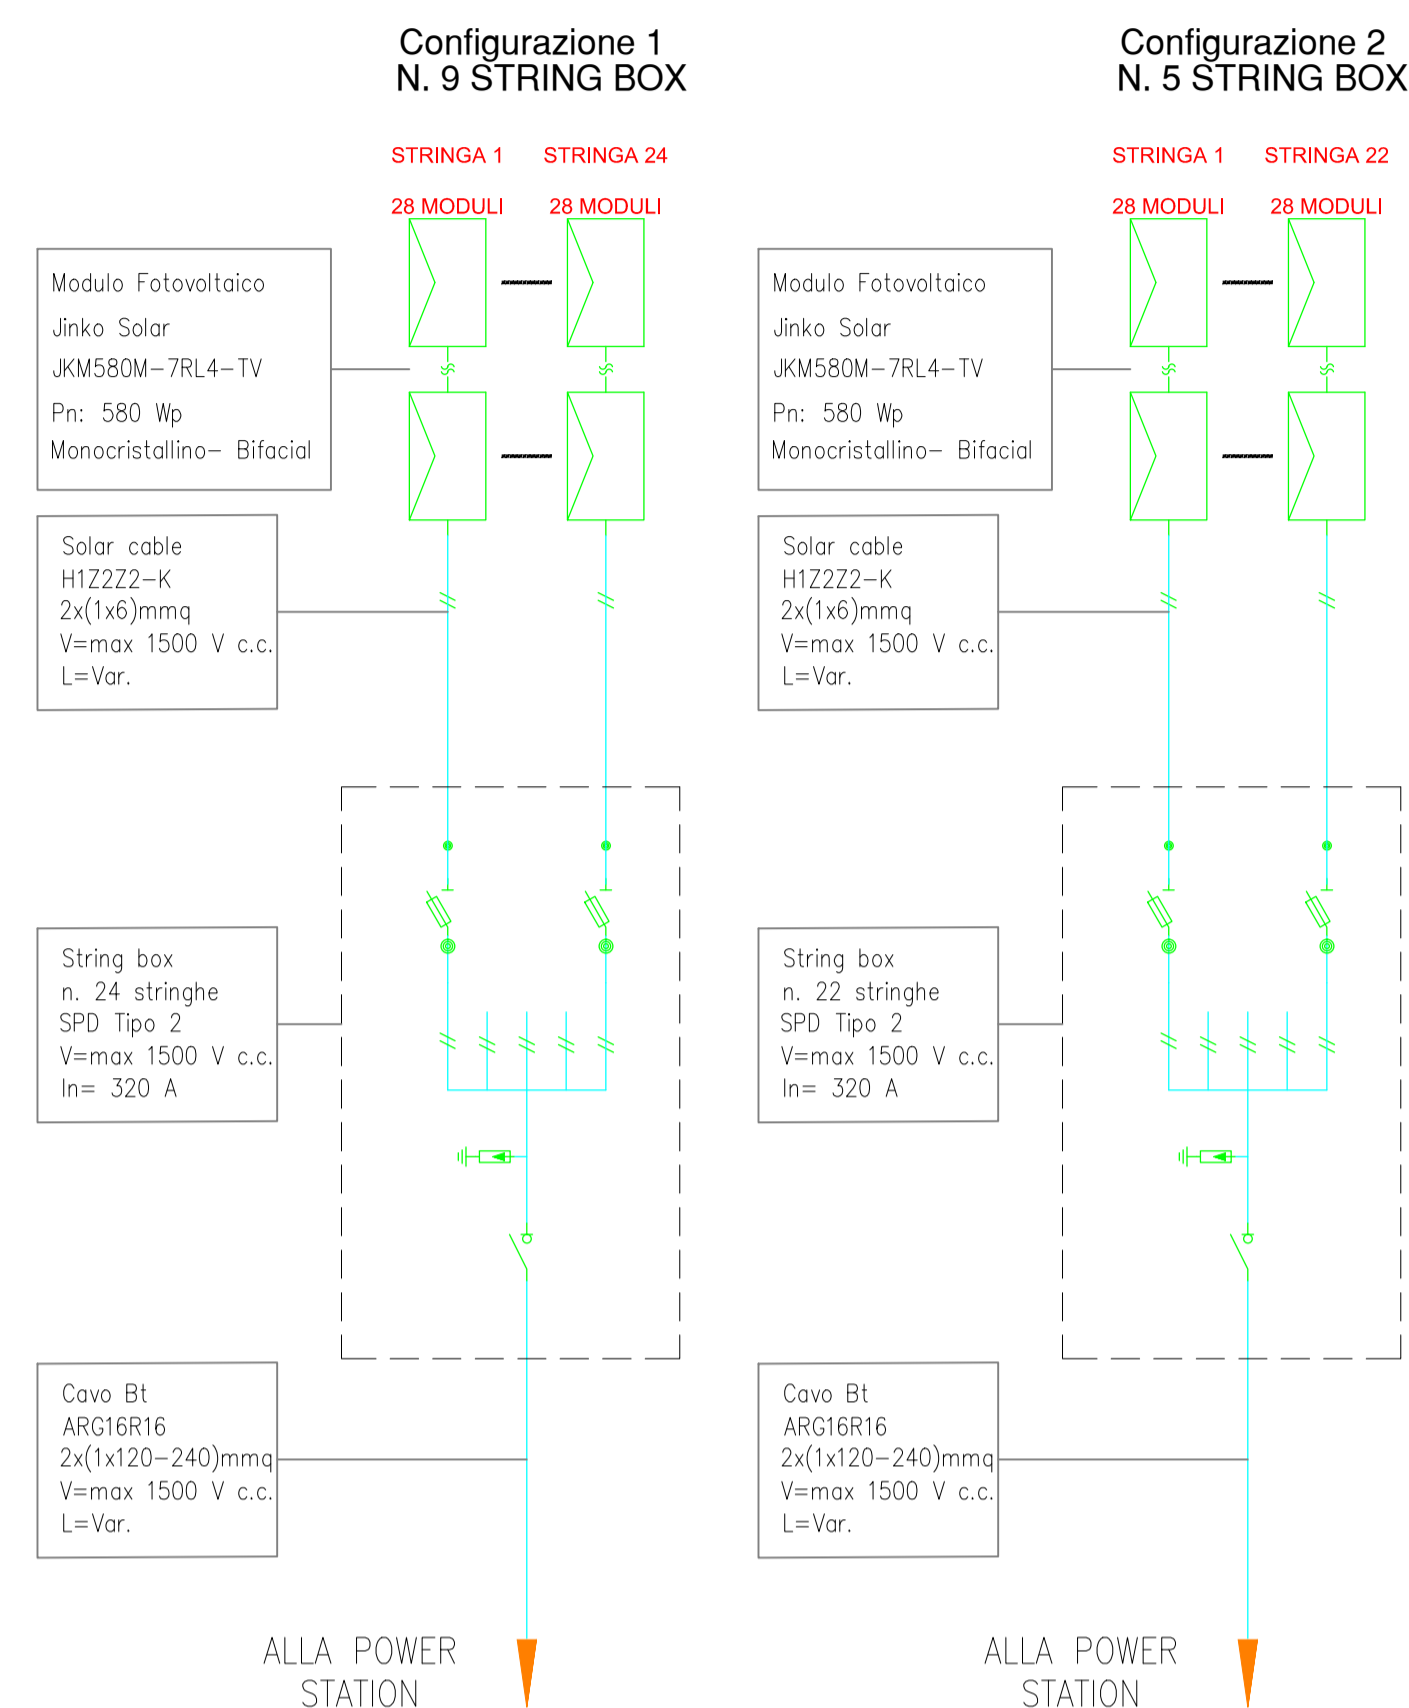 Configurazione 1
N. 9 STRING BOX
STRINGA 1
STRINGA 24
28 MODULI
28 MODULI
Modulo Fotovoltaico
Jinko Solar
JKM580M-7RL4-TV
Pn: 580 Wp
Monocristallino- Bifacial
Solar cable
H1Z2Z2-K
2x(1x6)mmq
V=max 1500 V c.c.
L=Var.
String box
n. 24 stringhe
SPD Tipo 2
V=max 1500 V c.c.
In= 320 A
Cavo Bt
ARG16R16
2x(1x120-240)mmq
V=max 1500 V c.c.
L=Var.
ALLA POWER
STATION
Configurazione 2
N. 5 STRING BOX
STRINGA 1
STRINGA 22
28 MODULI
28 MODULI
Modulo Fotovoltaico
Jinko Solar
JKM580M-7RL4-TV
Pn: 580 Wp
Monocristallino- Bifacial
Solar cable
H1Z2Z2-K
2x(1x6)mmq
V=max 1500 V c.c.
L=Var.
String box
n. 22 stringhe
SPD Tipo 2
V=max 1500 V c.c.
In= 320 A
Cavo Bt
ARG16R16
2x(1x120-240)mmq
V=max 1500 V c.c.
L=Var.
ALLA POWER
STATION